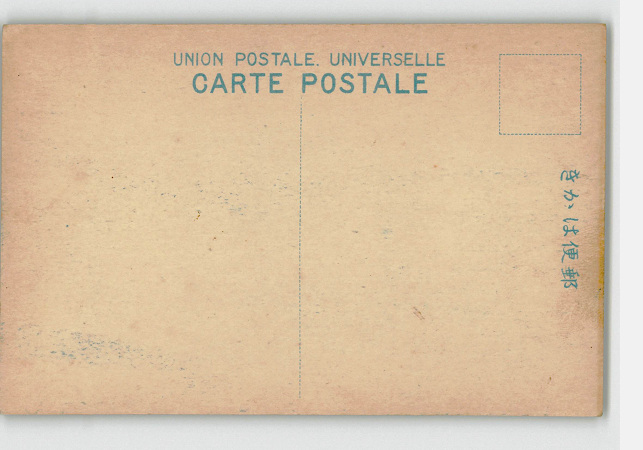 UNION POSTALE. UNIVERSELLE
CARTE POSTALE
きかは便郵